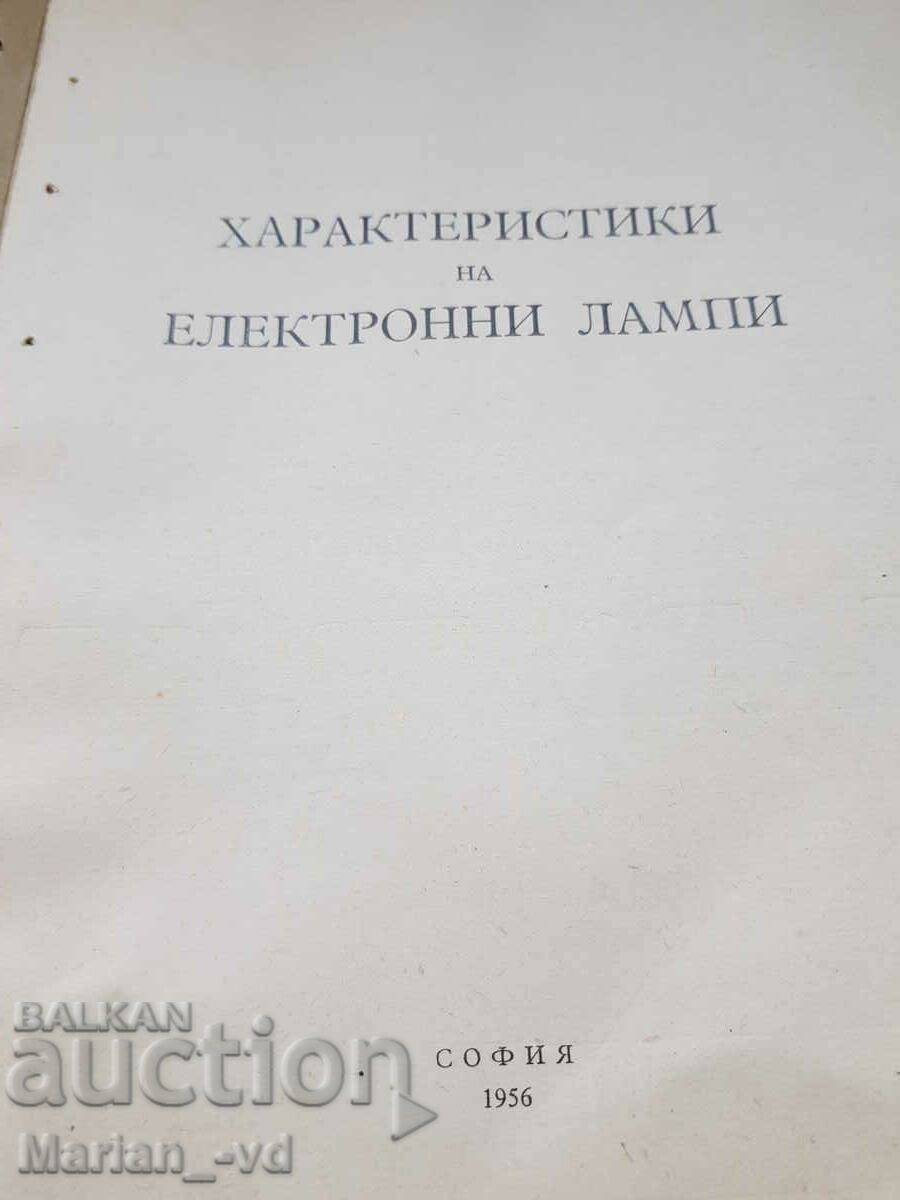 ХАРАКТЕРИСТИКИ
НА
ЕЛЕКТРОННИ ЛАМПИ
СОФИЯ
1956
BALKAN
auction
Marian_-vd